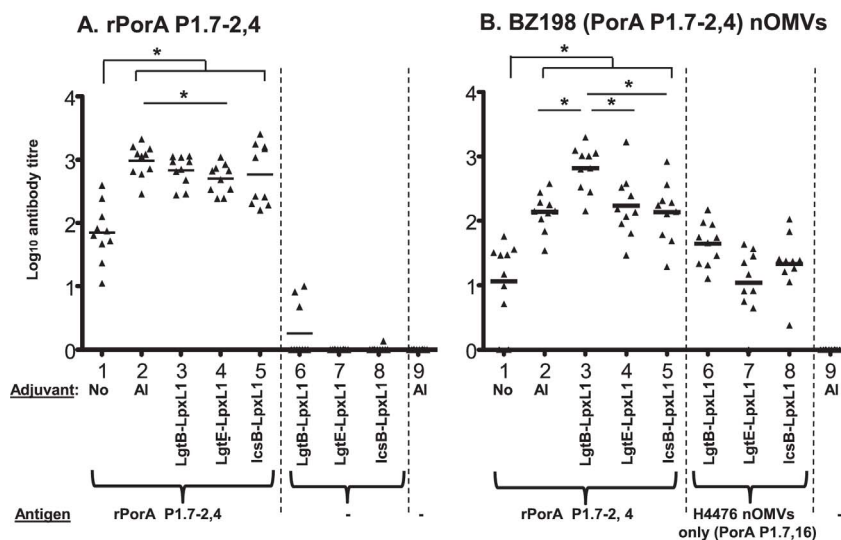 A. rPorA P1.7-2,4
*
*
Log10 antibody titre
4
3
2
1
0
1 2 3 4 5 6 7 8 9
Adjuvant: No Al LgtB-LpxL1 LgtE-LpxL1 IcsB-LpxL1 LgtB-LpxL1 LgtE-LpxL1 IcsB-LpxL1 Al
Antigen rPorA P1.7-2,4 - -
B. BZ198 (PorA P1.7-2,4) nOMVs
*
*
* *
4
3
2
1
0
1 2 3 4 5 6 7 8 9
No Al LgtB-LpxL1 LgtE-LpxL1 IcsB-LpxL1 LgtB-LpxL1 LgtE-LpxL1 IcsB-LpxL1 Al
rPorA P1.7-2, 4 H4476 nOMVs -
only (PorA P1.7,16)